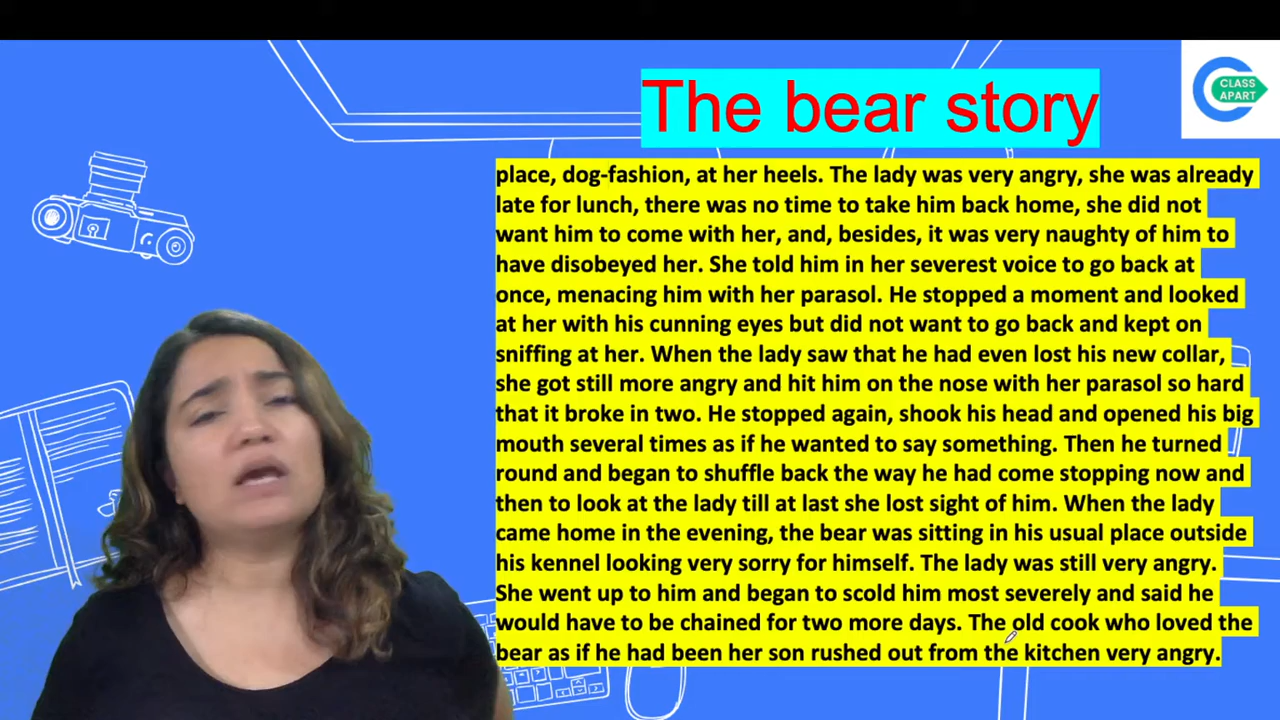 The bear story
CLASS
APART
place, dog-fashion, at her heels. The lady was very angry, she was already
late for lunch, there was no time to take him back home, she did not
want him to come with her, and, besides, it was very naughty of him to
have disobeyed her. She told him in her severest voice to go back at
once, menacing him with her parasol. He stopped a moment and looked
at her with his cunning eyes but did not want to go back and kept on
sniffing at her. When the lady saw that he had even lost his new collar,
she got still more angry and hit him on the nose with her parasol so hard
that it broke in two. He stopped again, shook his head and opened his big
mouth several times as if he wanted to say something. Then he turned
round and began to shuffle back the way he had come stopping now and
then to look at the lady till at last she lost sight of him. When the lady
came home in the evening, the bear was sitting in his usual place outside
his kennel looking very sorry for himself. The lady was still very angry.
She went up to him and began to scold him most severely and said he
would have to be chained for two more days. The old cook who loved the
bear as if he had been her son rushed out from the kitchen very angry.